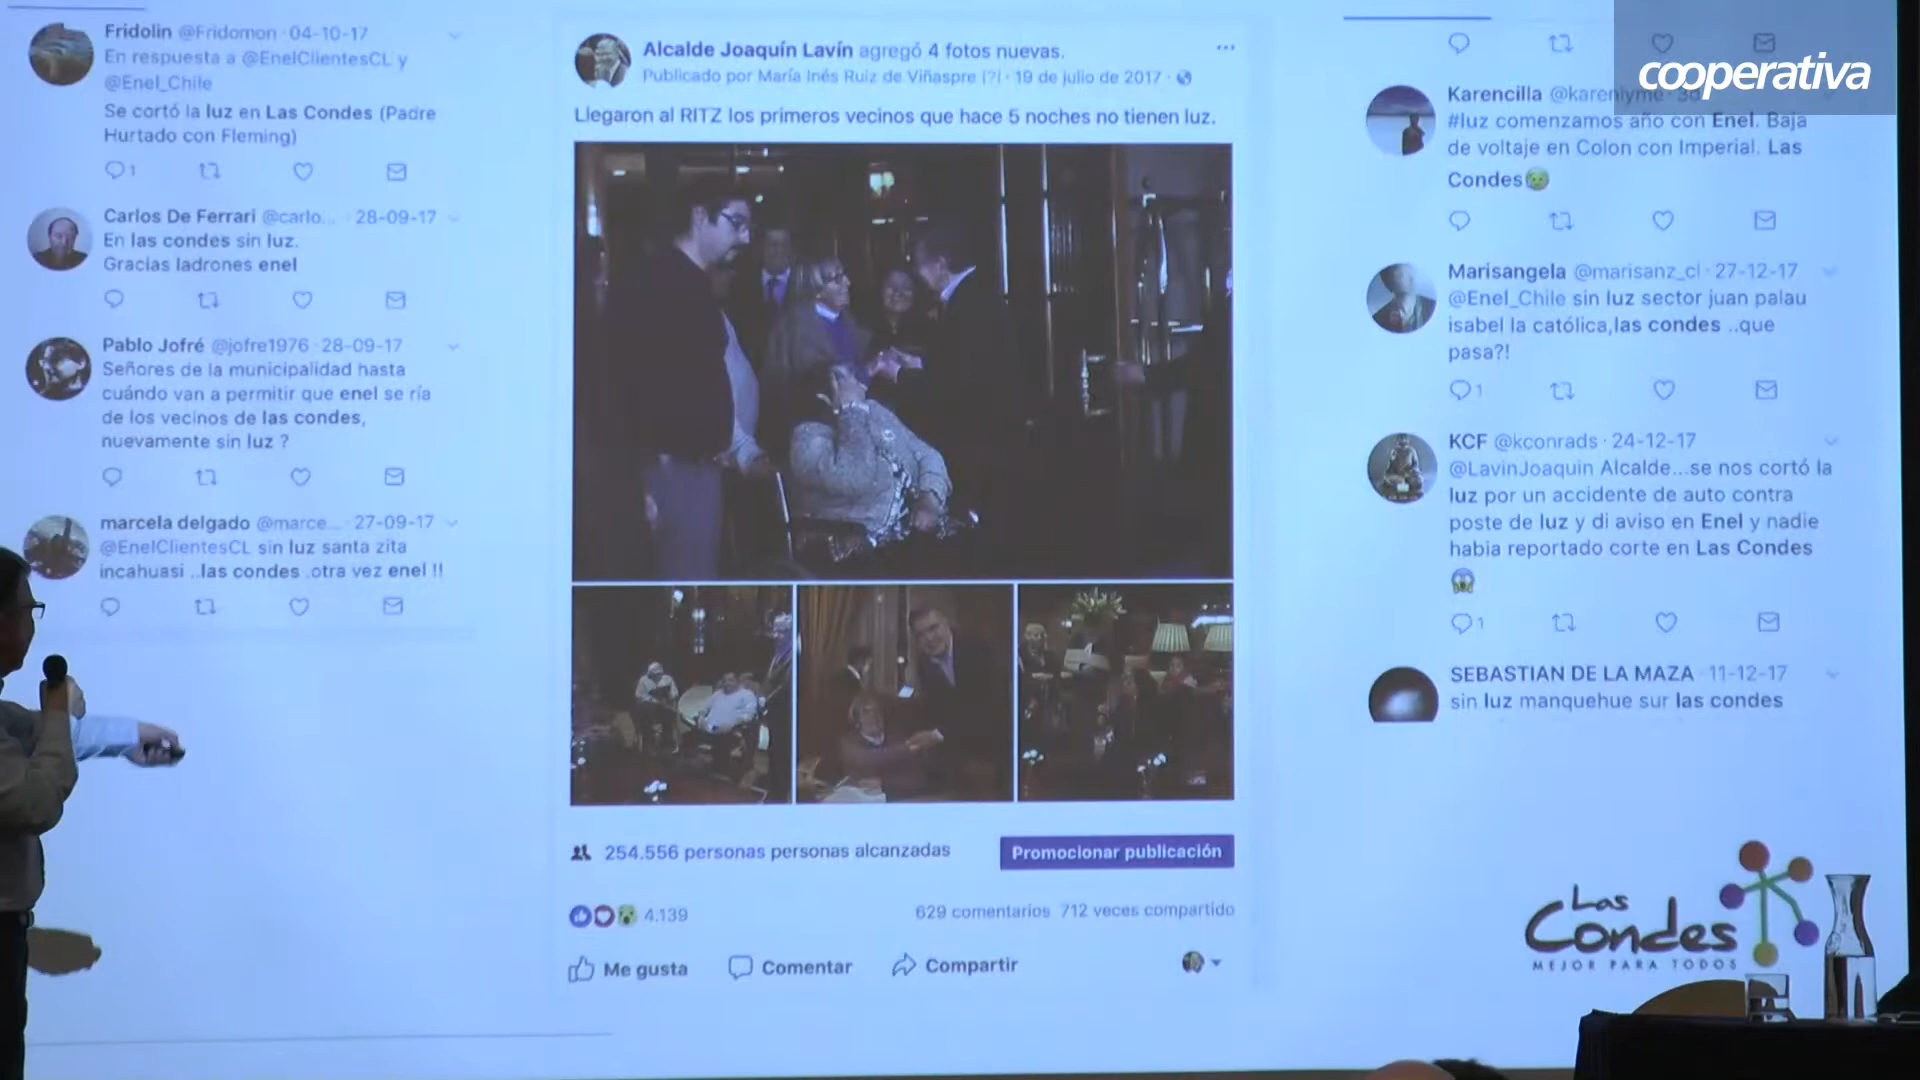 Fridolin @Fridomon · 04-10-17
En respuesta a @EnelClientesCL y
@Enel_Chile
Se cortó la luz en Las Condes (Padre
Hurtado con Fleming)
1
Carlos De Ferrari @carlo... · 28-09-17
En las condes sin luz.
Gracias ladrones enel
Pablo Jofré @jofre1976 · 28-09-17
Señores de la municipalidad hasta
cuándo van a permitir que enel se ría
de los vecinos de las condes,
nuevamente sin luz ?
marcela delgado @marce... · 27-09-17
@EnelClientesCL sin luz santa zita
incahuasi ..las condes .otra vez enel !!
Alcalde Joaquín Lavín agregó 4 fotos nuevas.
Publicado por María Inés Ruiz de Viñaspre [?] · 19 de julio de 2017 ·
Llegaron al RITZ los primeros vecinos que hace 5 noches no tienen luz.
254.556 personas personas alcanzadas
Promocionar publicación
4.139
629 comentarios 712 veces compartido
Me gusta Comentar Compartir
cooperativa
Karencilla @karenlyme · 3d
#luz comenzamos año con Enel. Baja
de voltaje en Colon con Imperial. Las
Condes
Marisangela @marisanz_cl · 27-12-17
@Enel_Chile sin luz sector juan palau
isabel la católica,las condes ..que
pasa?!
1
KCF @kconrads · 24-12-17
@LavinJoaquin Alcalde...se nos cortó la
luz por un accidente de auto contra
poste de luz y di aviso en Enel y nadie
habia reportado corte en Las Condes
1
SEBASTIAN DE LA MAZA · 11-12-17
sin luz manquehue sur las condes
Las
Condes
MEJOR PARA TODOS